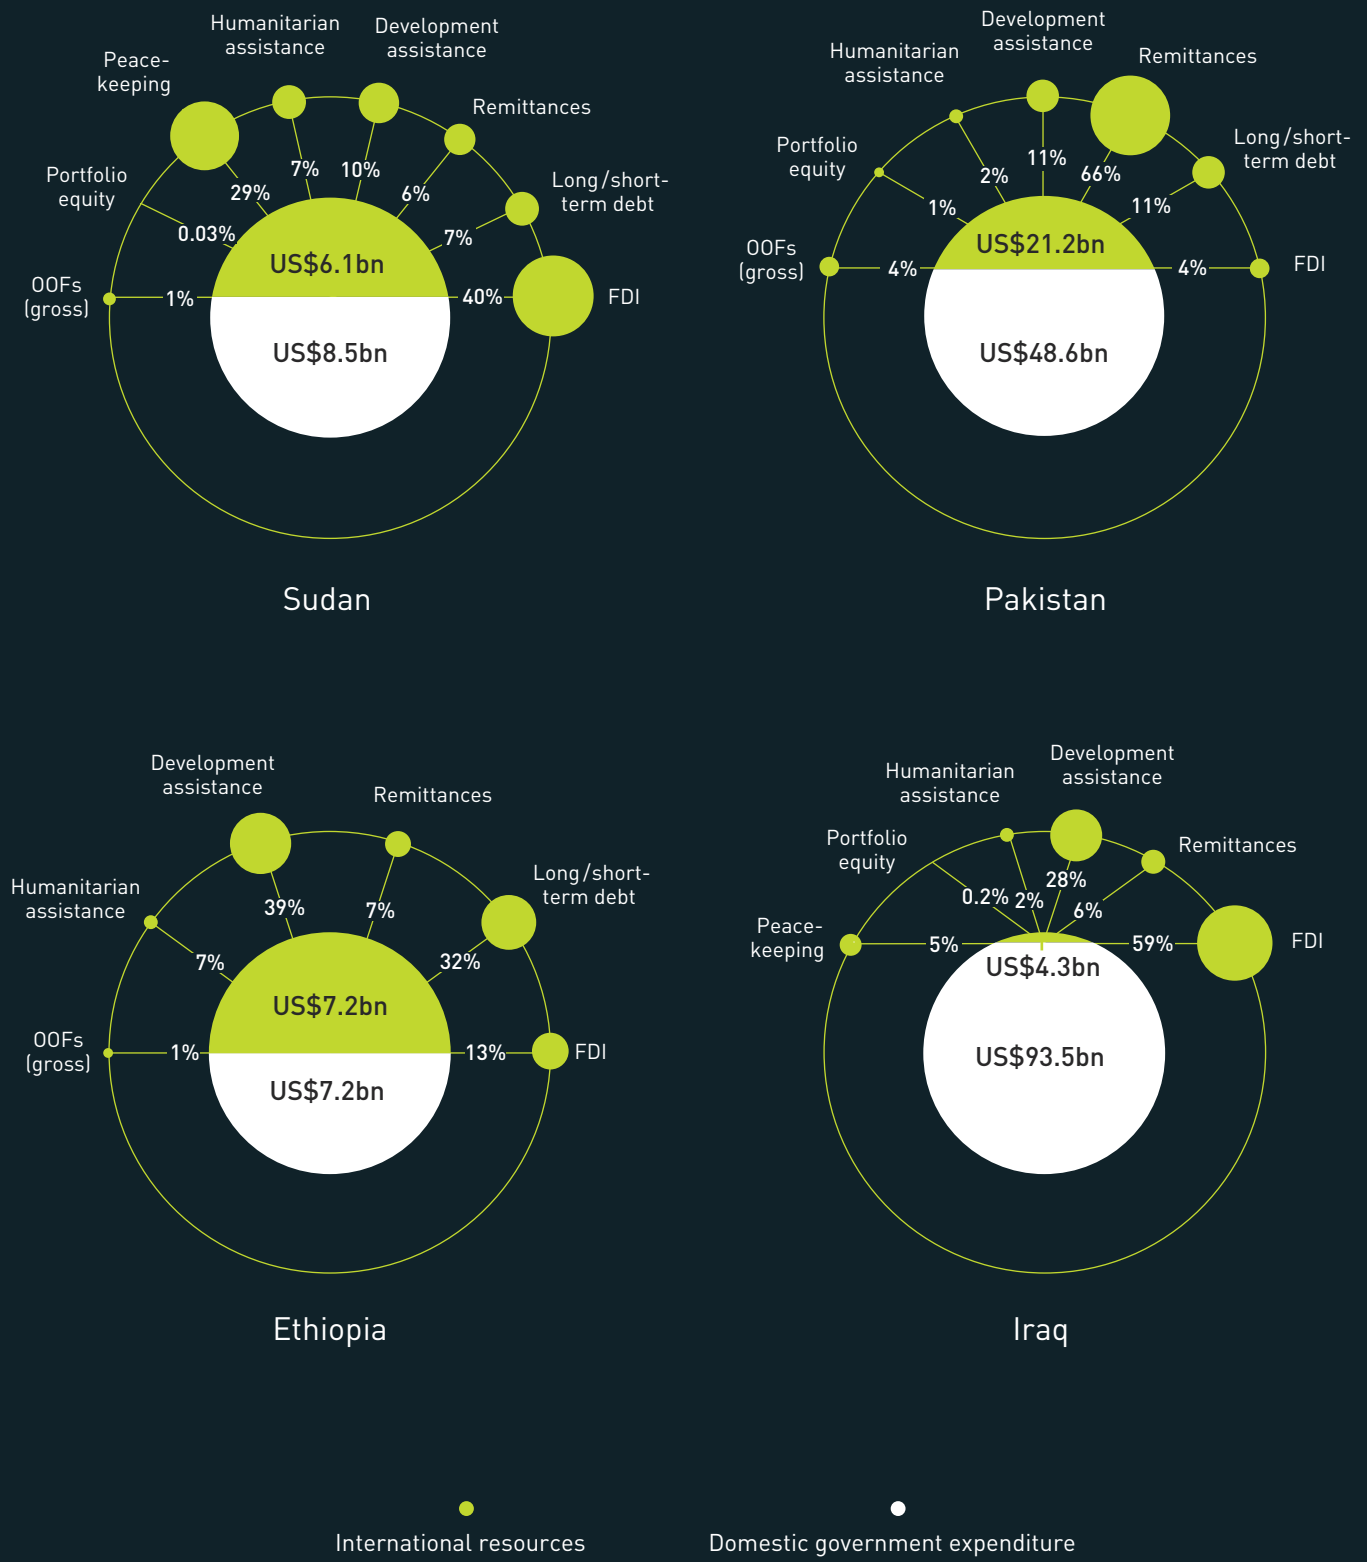 Humanitarian
assistance
Development
assistance
Peace-
keeping
Remittances
Portfolio
equity
Long/short-
term debt
OOFs
(gross)
FDI
1%
0.03%
29%
7%
10%
6%
7%
40%
US$6.1bn
US$8.5bn
Sudan
Development
assistance
Humanitarian
assistance
Remittances
Portfolio
equity
Long/short-
term debt
OOFs
(gross)
FDI
4%
1%
2%
11%
66%
11%
4%
US$21.2bn
US$48.6bn
Pakistan
Development
assistance
Remittances
Humanitarian
assistance
Long/short-
term debt
OOFs
(gross)
FDI
1%
7%
39%
7%
32%
13%
US$7.2bn
US$7.2bn
Ethiopia
Development
assistance
Humanitarian
assistance
Portfolio
equity
Remittances
Peace-
keeping
FDI
5%
0.2%
2%
28%
6%
59%
US$4.3bn
US$93.5bn
Iraq
International resources
Domestic government expenditure